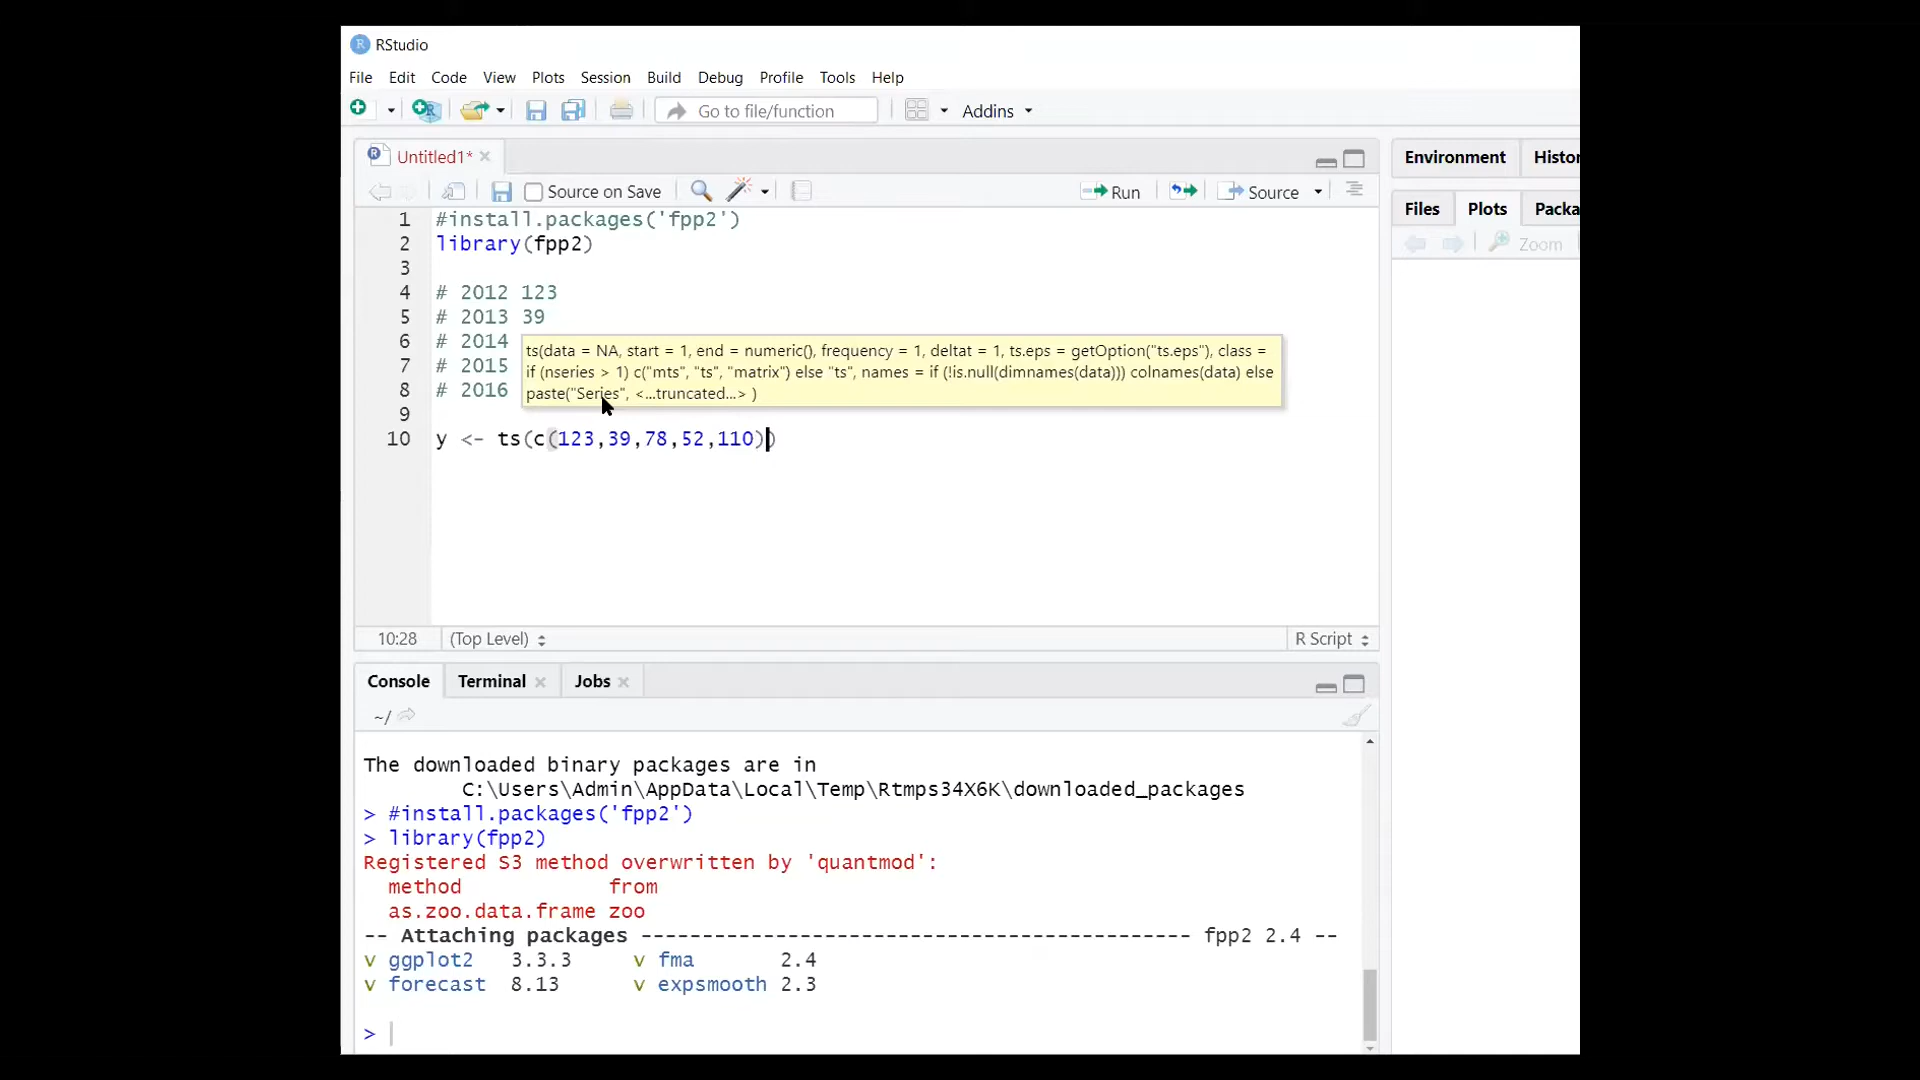 RStudio
File Edit Code View Plots Session Build Debug Profile Tools Help
Go to file/function Addins
Untitled1*
Source on Save Run Source
1 #install.packages('fpp2')
2 library(fpp2)
3
4 # 2012 123
5 # 2013 39
6 # 2014
7 # 2015
8 # 2016
9
10 y <- ts(c(123,39,78,52,110))
ts(data = NA, start = 1, end = numeric(), frequency = 1, deltat = 1, ts.eps = getOption("ts.eps"), class =
if (nseries > 1) c("mts", "ts", "matrix") else "ts", names = if (!is.null(dimnames(data))) colnames(data) else
paste("Series", <...truncated...> )
10:28 (Top Level) R Script
Console Terminal Jobs
~/
The downloaded binary packages are in
C:\Users\Admin\AppData\Local\Temp\Rtmps34X6K\downloaded_packages
> #install.packages('fpp2')
> library(fpp2)
Registered S3 method overwritten by 'quantmod':
method from
as.zoo.data.frame zoo
-- Attaching packages --------------------------------------------- fpp2 2.4 --
v ggplot2 3.3.3 v fma 2.4
v forecast 8.13 v expsmooth 2.3
>
Environment Histo
Files Plots Packa
Zoom